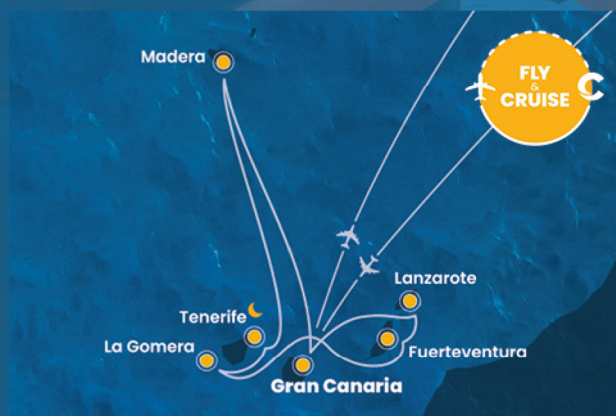 Madera
FLY
&
CRUISE
Lanzarote
Tenerife
La Gomera
Fuerteventura
Gran Canaria